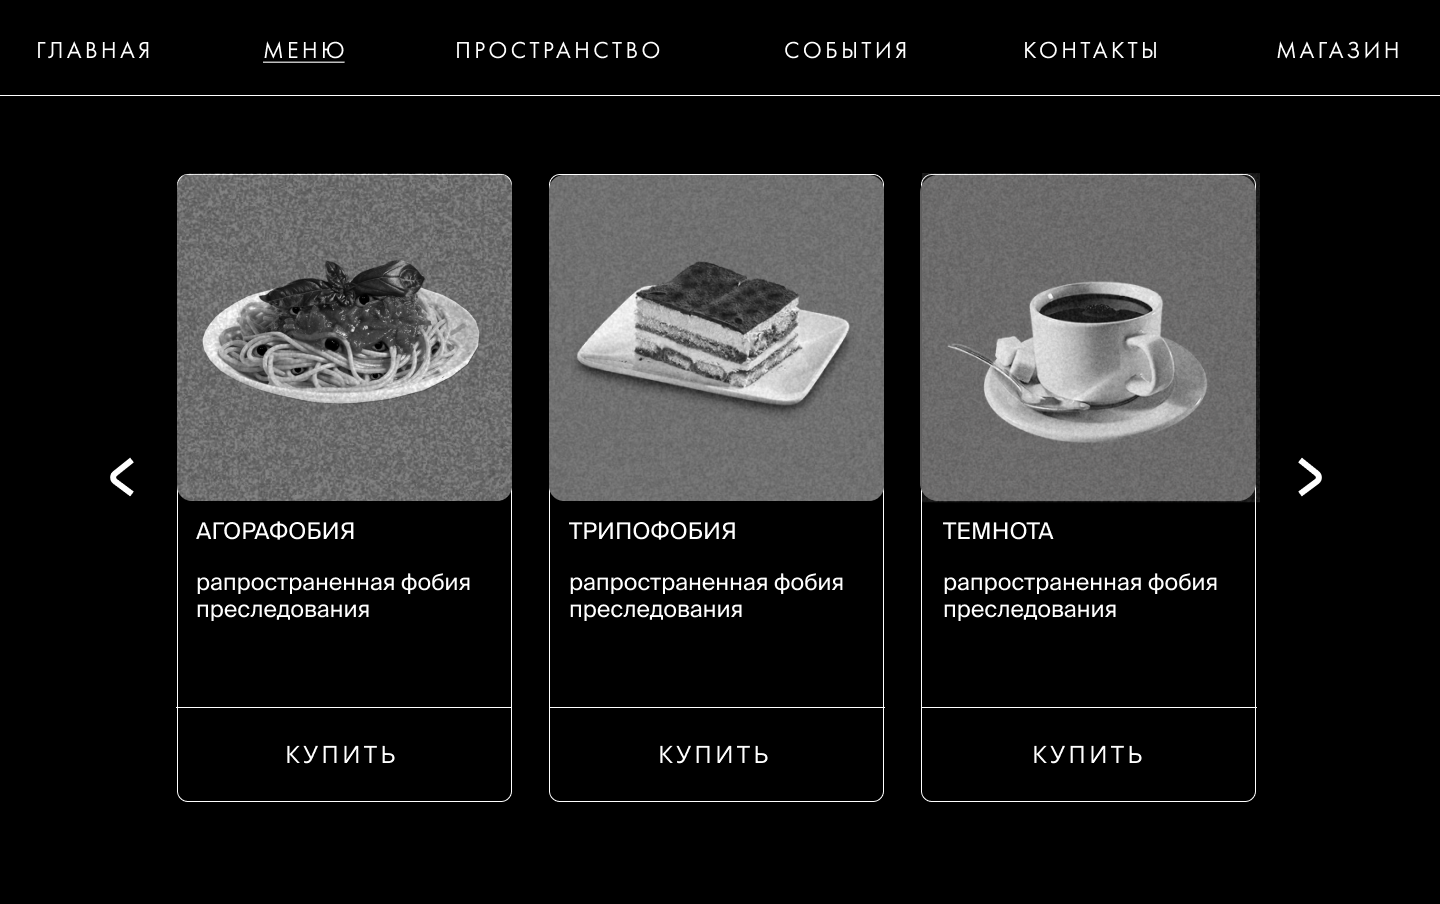 ГЛАВНАЯ МЕНЮ ПРОСТРАНСТВО СОБЫТИЯ КОНТАКТЫ МАГАЗИН
АГОРАФОБИЯ
рапространенная фобия
преследования
КУПИТЬ
ТРИПОФОБИЯ
рапространенная фобия
преследования
КУПИТЬ
ТЕМНОТА
рапространенная фобия
преследования
КУПИТЬ